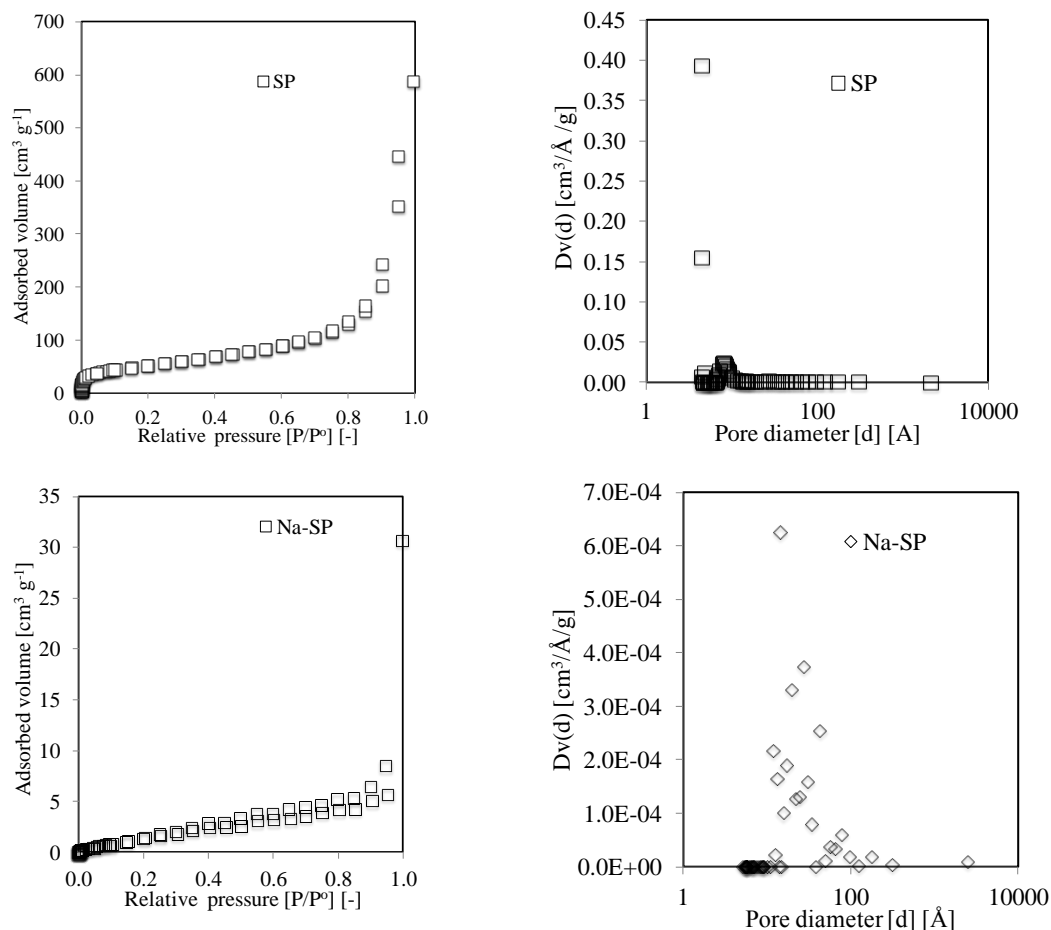 700
600
500
400
300
200
100
0
Adsorbed volume [cm³ g⁻¹]
SP
0.0 0.2 0.4 0.6 0.8 1.0
Relative pressure [P/Pᵒ] [-]
0.45
0.40
0.35
0.30
0.25
0.20
0.15
0.10
0.05
0.00
Dv(d) [cm³/Å /g]
SP
1 100 10000
Pore diameter [d] [A]
35
30
25
20
15
10
5
0
Adsorbed volume [cm³ g⁻¹]
Na-SP
0.0 0.2 0.4 0.6 0.8 1.0
Relative pressure [P/Pᵒ] [-]
7.0E-04
6.0E-04
5.0E-04
4.0E-04
3.0E-04
2.0E-04
1.0E-04
0.0E+00
Dv(d) [cm³/Å/g]
Na-SP
1 100 10000
Pore diameter [d] [Å]